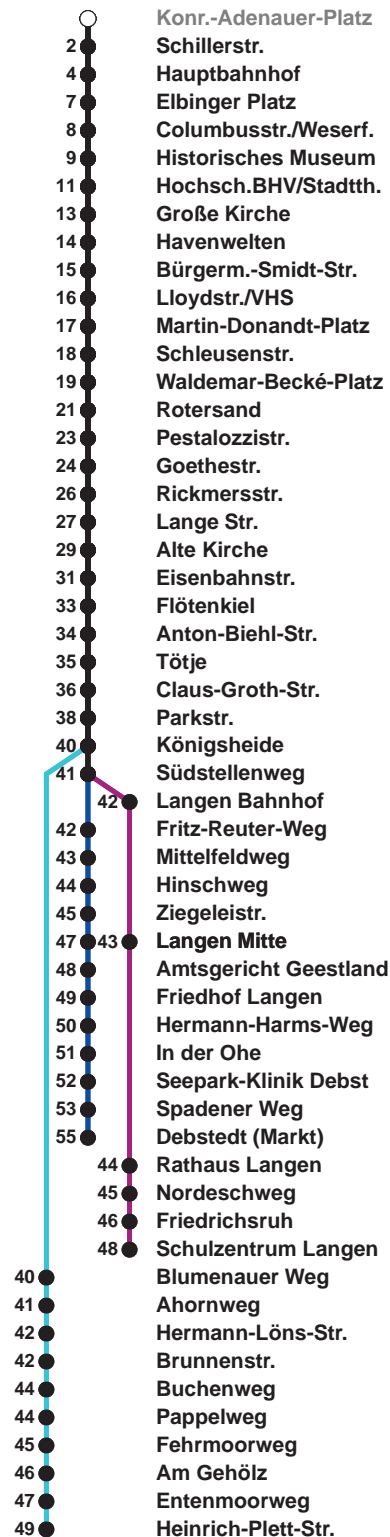 Konr.-Adenauer-Platz
2 Schillerstr.
4 Hauptbahnhof
7 Elbinger Platz
8 Columbusstr./Weserf.
9 Historisches Museum
11 Hochsch.BHV/Stadtth.
13 Große Kirche
14 Havenwelten
15 Bürgerm.-Smidt-Str.
16 Lloydstr./VHS
17 Martin-Donandt-Platz
18 Schleusenstr.
19 Waldemar-Becké-Platz
21 Rotersand
23 Pestalozzistr.
24 Goethestr.
26 Rickmersstr.
27 Lange Str.
29 Alte Kirche
31 Eisenbahnstr.
33 Flötenkiel
34 Anton-Biehl-Str.
35 Tötje
36 Claus-Groth-Str.
38 Parkstr.
40 Königsheide
41 Südstellenweg
42 Langen Bahnhof
42 Fritz-Reuter-Weg
43 Mittelfeldweg
44 Hinschweg
45 Ziegeleistr.
47 43 Langen Mitte
48 Amtsgericht Geestland
49 Friedhof Langen
50 Hermann-Harms-Weg
51 In der Ohe
52 Seepark-Klinik Debst
53 Spadener Weg
55 Debstedt (Markt)
44 Rathaus Langen
45 Nordeschweg
46 Friedrichsruh
48 Schulzentrum Langen
40 Blumenauer Weg
41 Ahornweg
42 Hermann-Löns-Str.
42 Brunnenstr.
44 Buchenweg
44 Pappelweg
45 Fehrmoorweg
46 Am Gehölz
47 Entenmoorweg
49 Heinrich-Plett-Str.